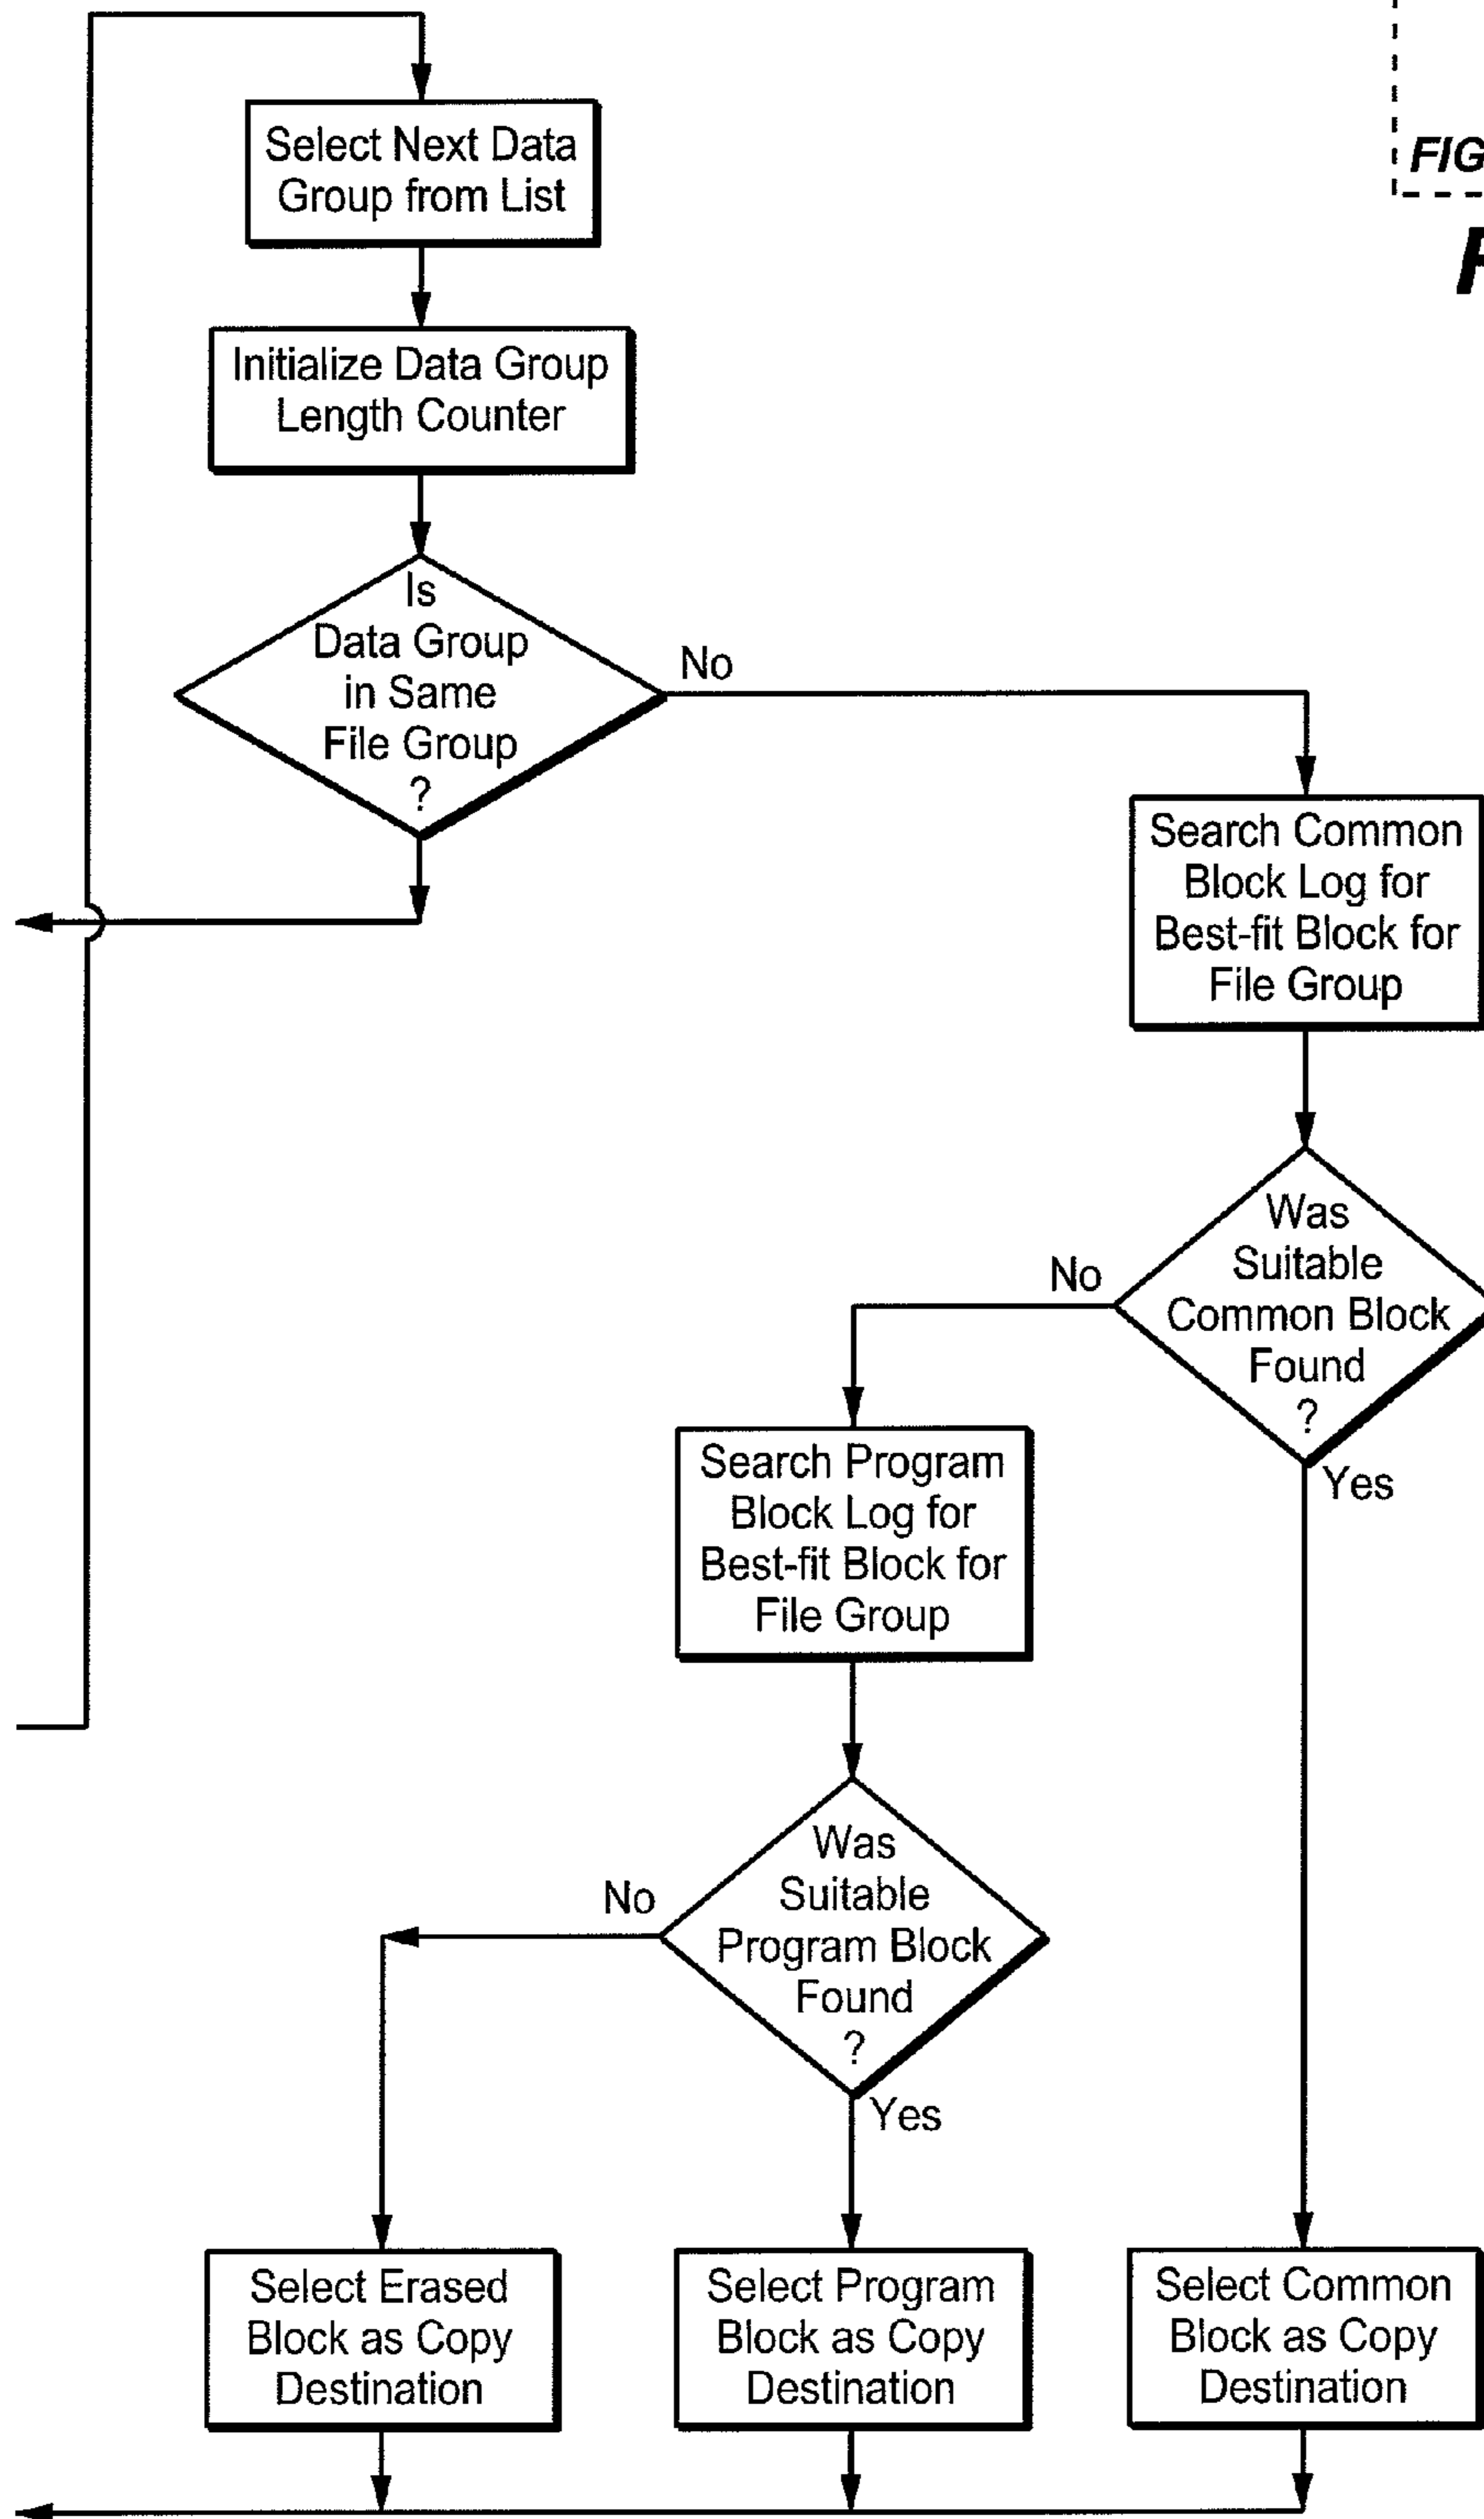 FIG
Select Next Data
Group from List
Initialize Data Group
Length Counter
Is
Data Group
in Same
File Group
?
No
Search Common
Block Log for
Best-fit Block for
File Group
Was
Suitable
Common Block
Found
?
No
Yes
Search Program
Block Log for
Best-fit Block for
File Group
Was
Suitable
Program Block
Found
?
No
Yes
Select Erased
Block as Copy
Destination
Select Program
Block as Copy
Destination
Select Common
Block as Copy
Destination